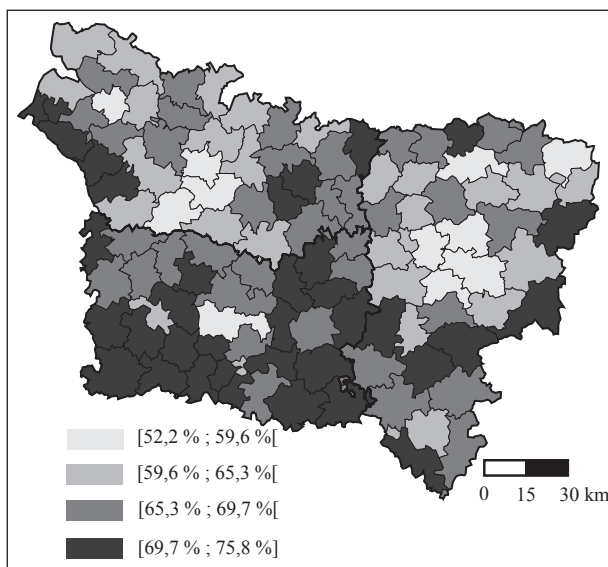 [52,2 % ; 59,6 %[
[59,6 % ; 65,3 %[
[65,3 % ; 69,7 %[
[69,7 % ; 75,8 %]
0 15 30 km